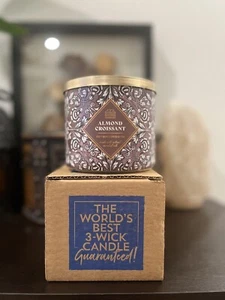 ALMOND
CROISSANT
THE
WORLD'S
BEST
3-WICK
CANDLE
Guaranteed!